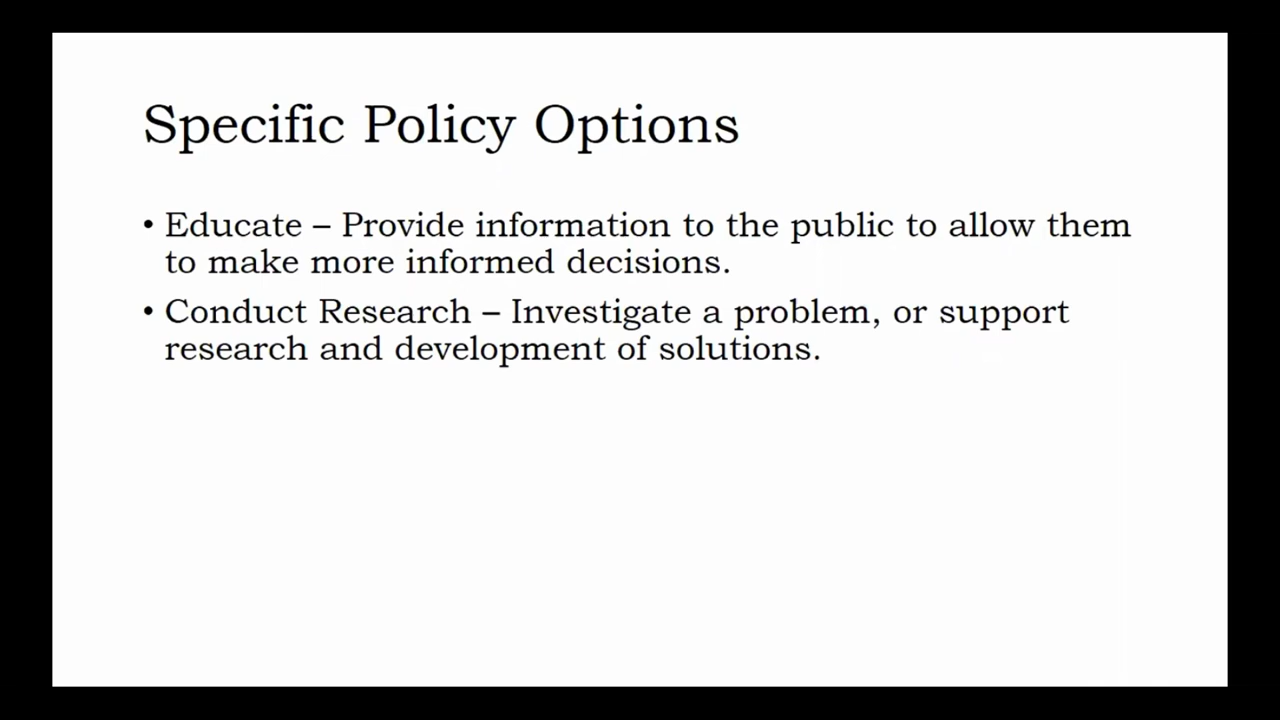 Specific Policy Options
• Educate – Provide information to the public to allow them
to make more informed decisions.
• Conduct Research – Investigate a problem, or support
research and development of solutions.